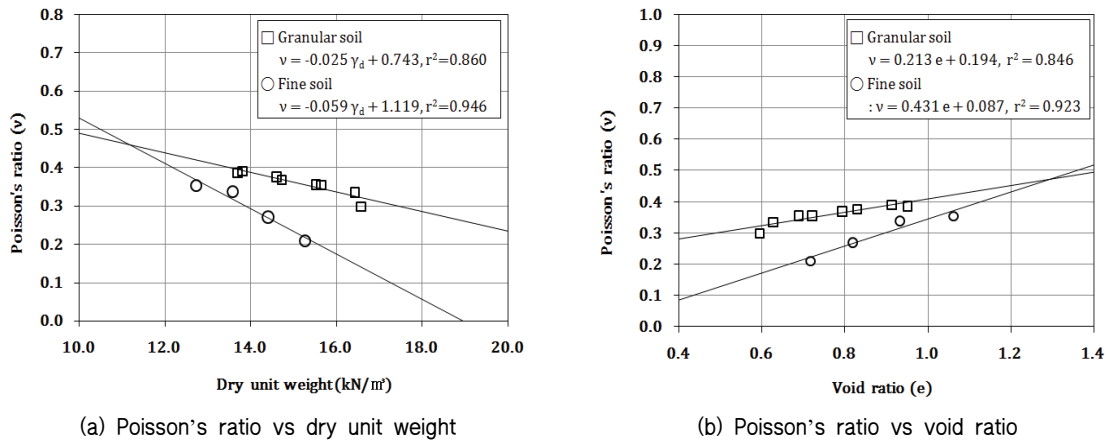 Granular soil
ν = -0.025 γd + 0.743, r²=0.860
Fine soil
ν = -0.059 γd + 1.119, r²=0.946
Poisson's ratio (ν)
0.8
0.7
0.6
0.5
0.4
0.3
0.2
0.1
0.0
10.0 12.0 14.0 16.0 18.0 20.0
Dry unit weight(kN/㎥)
(a) Poisson's ratio vs dry unit weight
Granular soil
ν = 0.213 e + 0.194, r²= 0.846
Fine soil
: ν = 0.431 e + 0.087, r²= 0.923
Poisson's ratio (ν)
1.0
0.9
0.8
0.7
0.6
0.5
0.4
0.3
0.2
0.1
0.0
0.4 0.6 0.8 1.0 1.2 1.4
Void ratio (e)
(b) Poisson's ratio vs void ratio